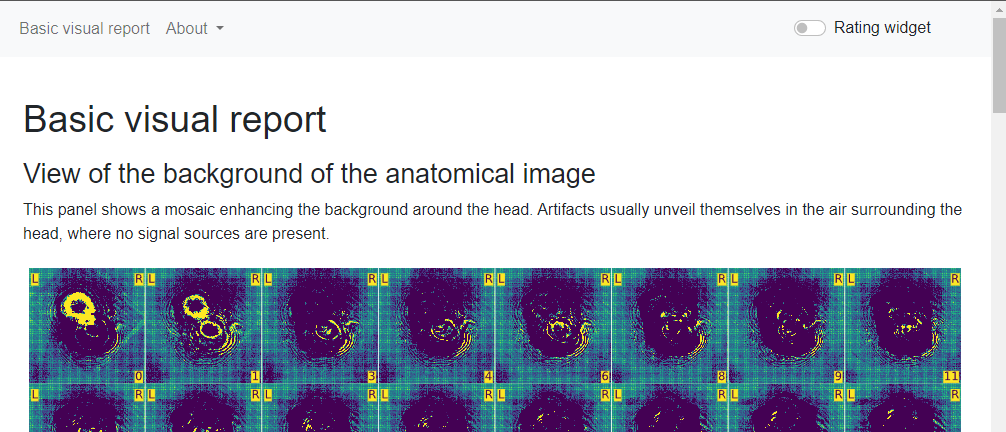 Basic visual report About Rating widget
Basic visual report
View of the background of the anatomical image
This panel shows a mosaic enhancing the background around the head. Artifacts usually unveil themselves in the air surrounding the
head, where no signal sources are present.
L R L R L R L R L R L R L R L R
0 1 3 4 6 8 9 11
L R L R L R L R L R L R L R L R